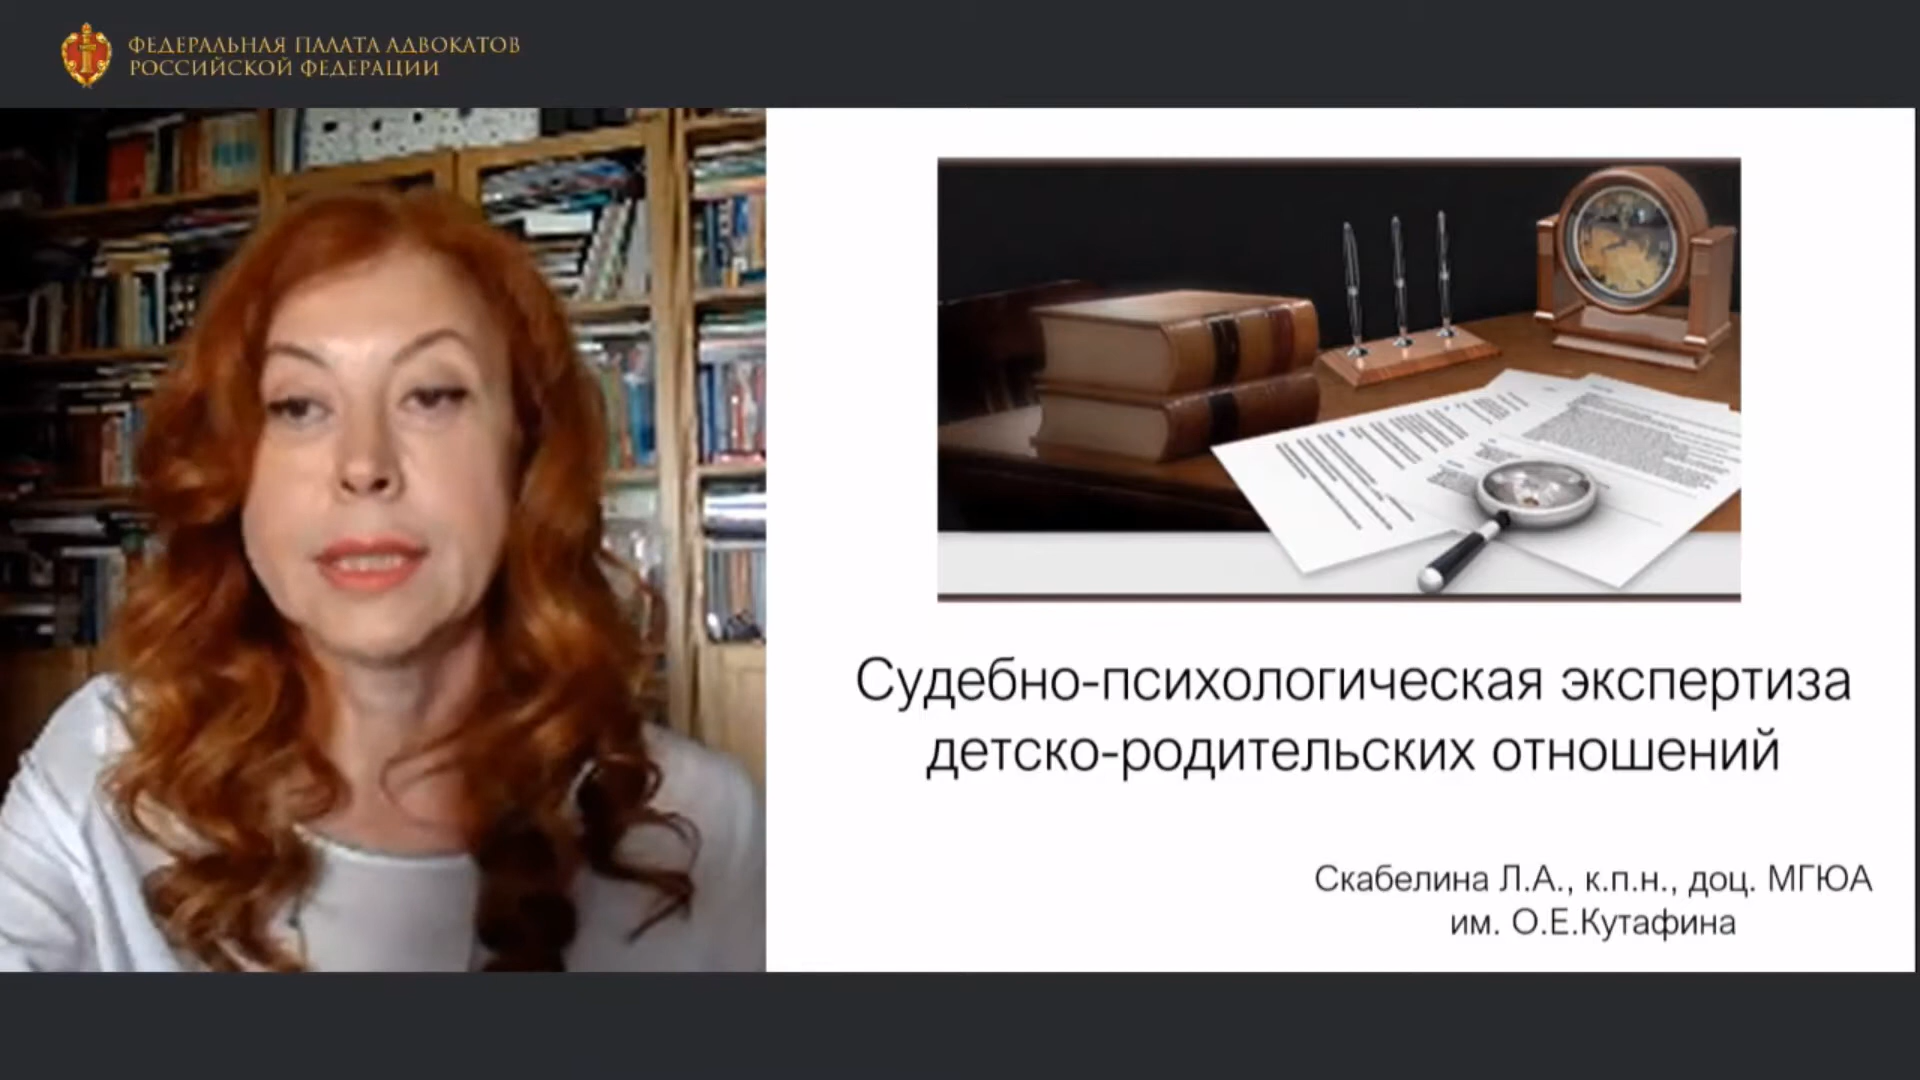 ФЕДЕРАЛЬНАЯ ПАЛАТА АДВОКАТОВ
РОССИЙСКОЙ ФЕДЕРАЦИИ
Судебно-психологическая экспертиза
детско-родительских отношений
Скабелина Л.А., к.п.н., доц. МГЮА
им. О.Е.Кутафина